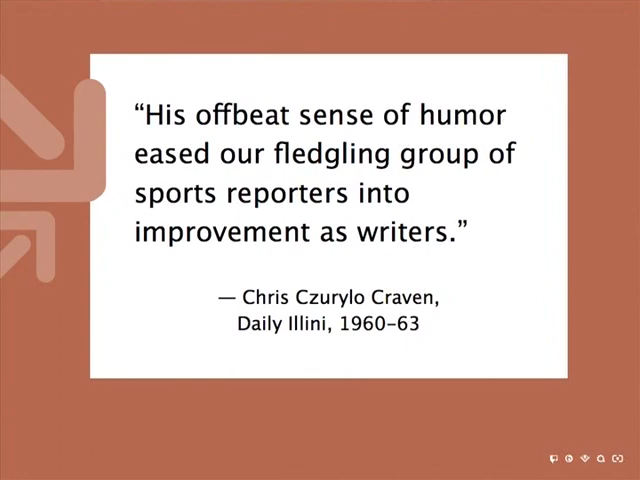 “His offbeat sense of humor
eased our fledgling group of
sports reporters into
improvement as writers.”
— Chris Czurylo Craven,
Daily Illini, 1960–63